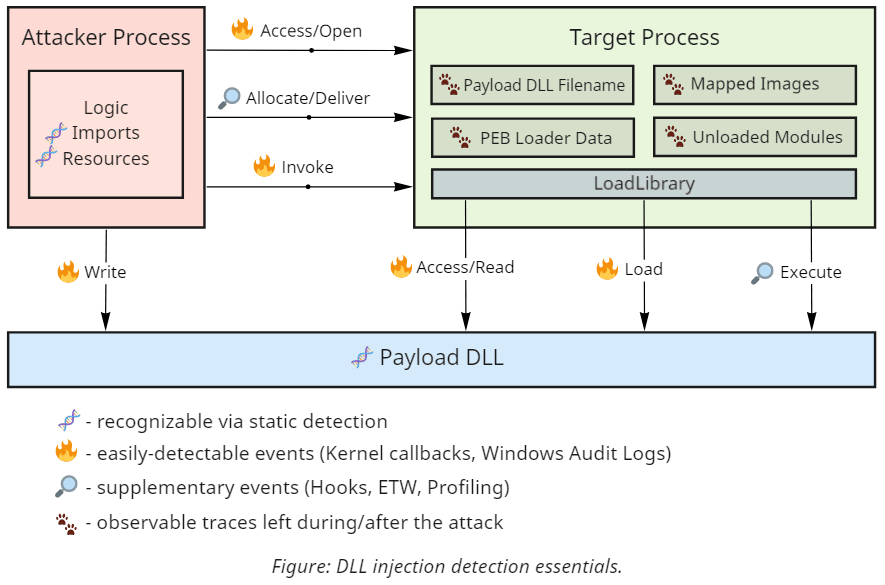 Attacker Process
Logic
Imports
Resources
Access/Open
Allocate/Deliver
Invoke
Target Process
Payload DLL Filename
Mapped Images
PEB Loader Data
Unloaded Modules
LoadLibrary
Write
Access/Read
Load
Execute
Payload DLL
- recognizable via static detection
- easily-detectable events (Kernel callbacks, Windows Audit Logs)
- supplementary events (Hooks, ETW, Profiling)
- observable traces left during/after the attack
Figure: DLL injection detection essentials.